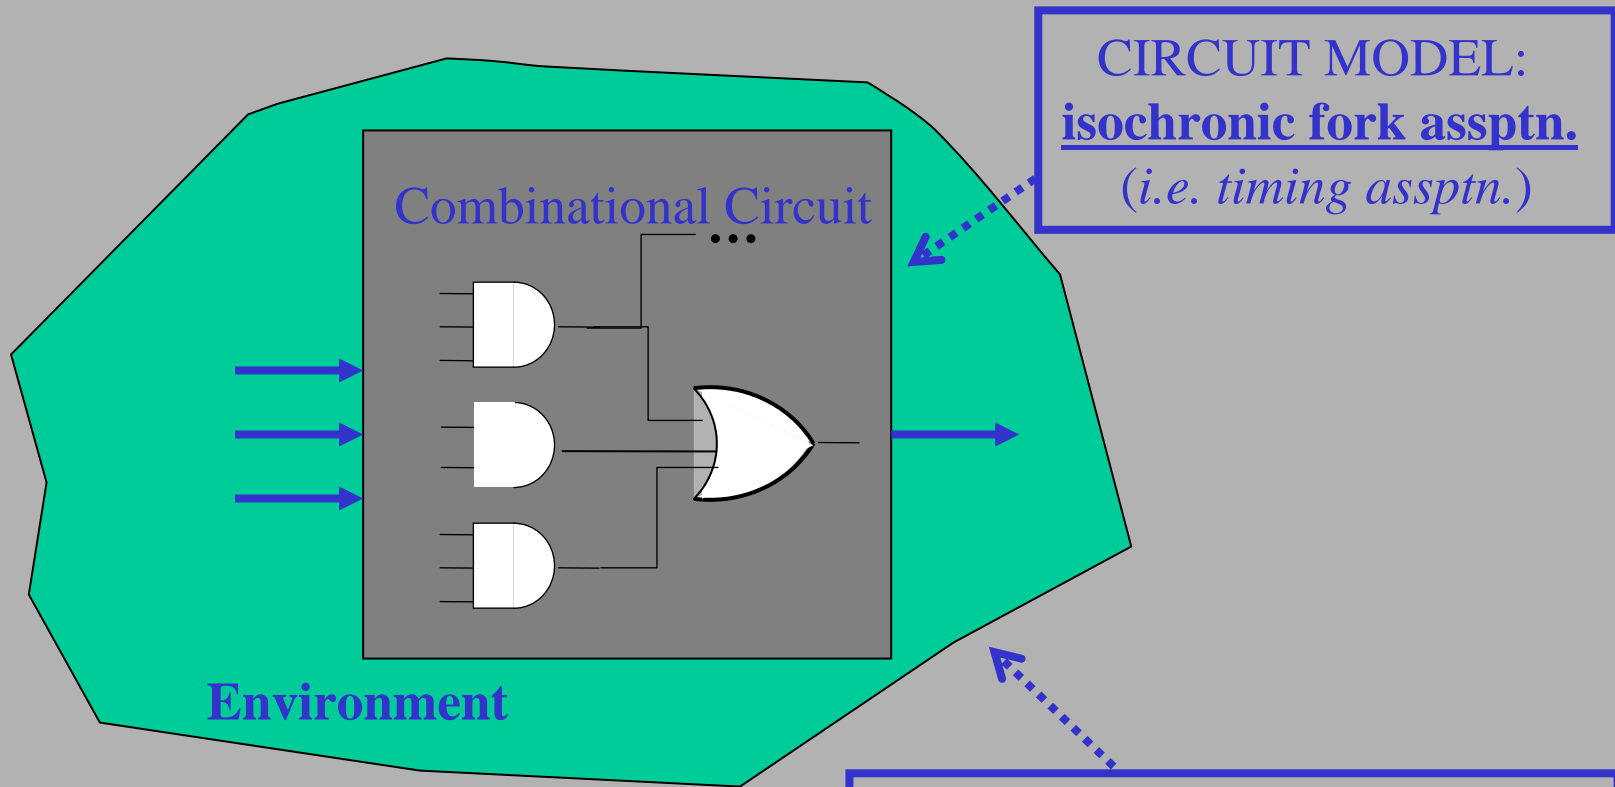 CIRCUIT MODEL:
isochronic fork assptn.
(i.e. timing assptn.)
Combinational Circuit
•••
Environment